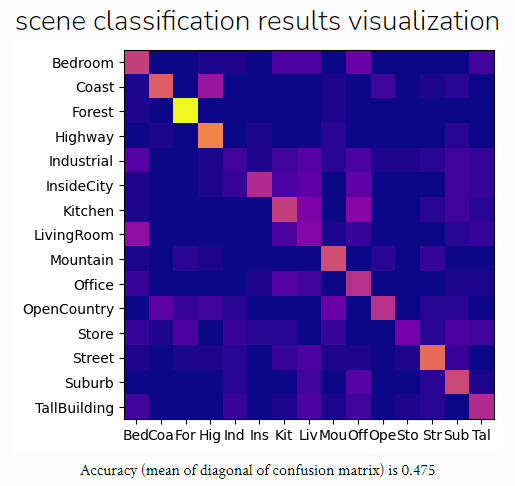 scene classification results visualization
Bedroom
Coast
Forest
Highway
Industrial
InsideCity
Kitchen
LivingRoom
Mountain
Office
OpenCountry
Store
Street
Suburb
TallBuilding
Bed Coa For Hig Ind Ins Kit Liv Mou Off Ope Sto Str Sub Tal
Accuracy (mean of diagonal of confusion matrix) is 0.475